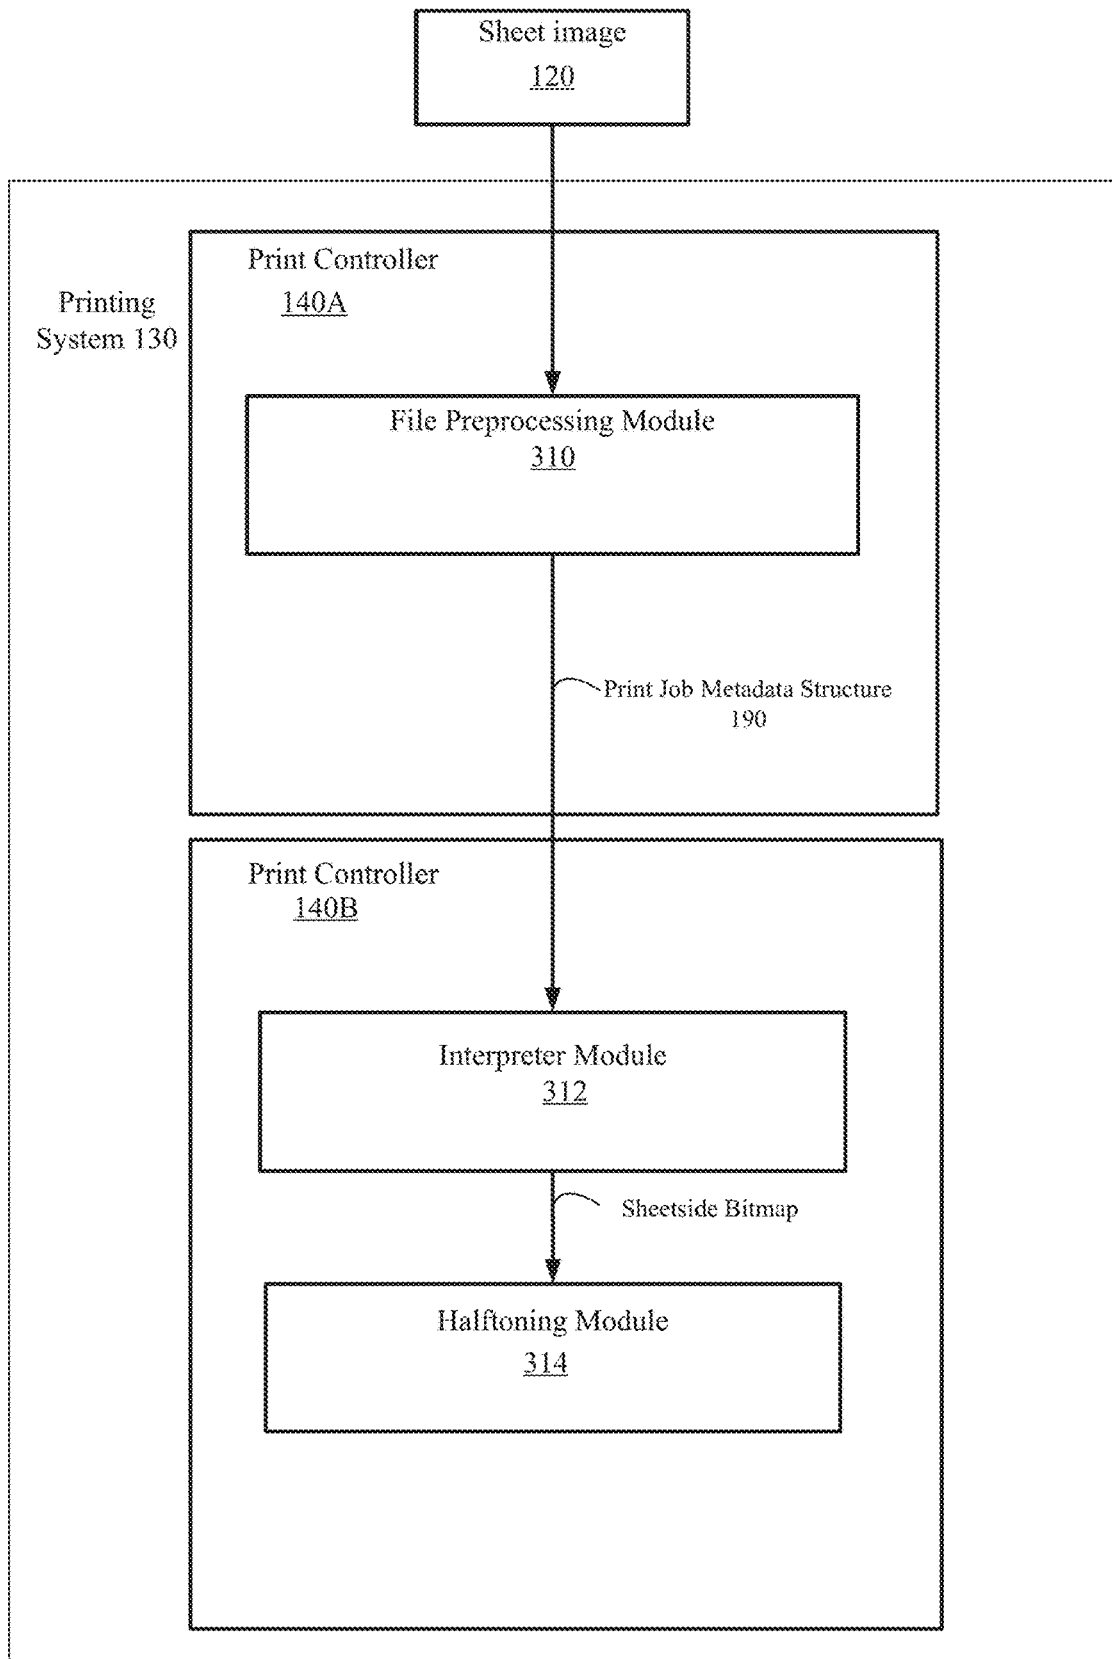 Sheet image
120
Print Controller
140A
Printing
System 130
File Preprocessing Module
310
Print Job Metadata Structure
190
Print Controller
140B
Interpreter Module
312
Sheetside Bitmap
Halftoning Module
314